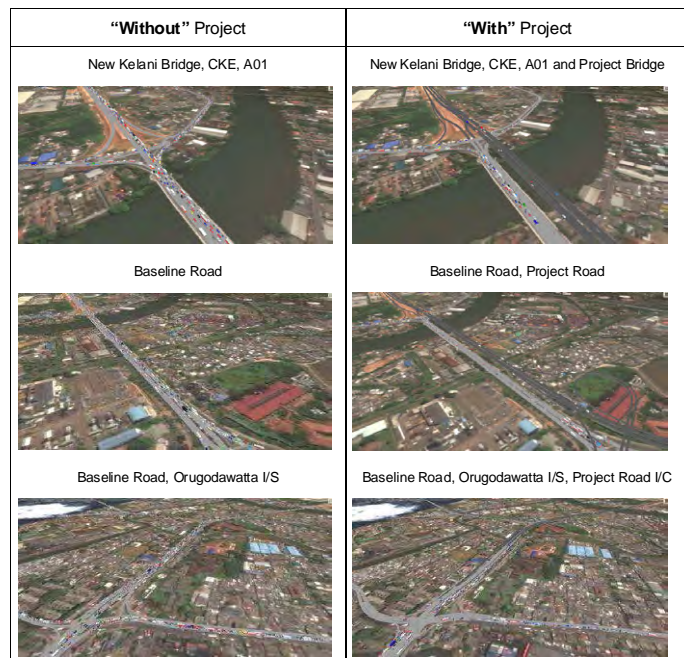 “Without” Project
“With” Project
New Kelani Bridge, CKE, A01
New Kelani Bridge, CKE, A01 and Project Bridge
Baseline Road
Baseline Road, Project Road
Baseline Road, Orugodawatta I/S
Baseline Road, Orugodawatta I/S, Project Road I/C